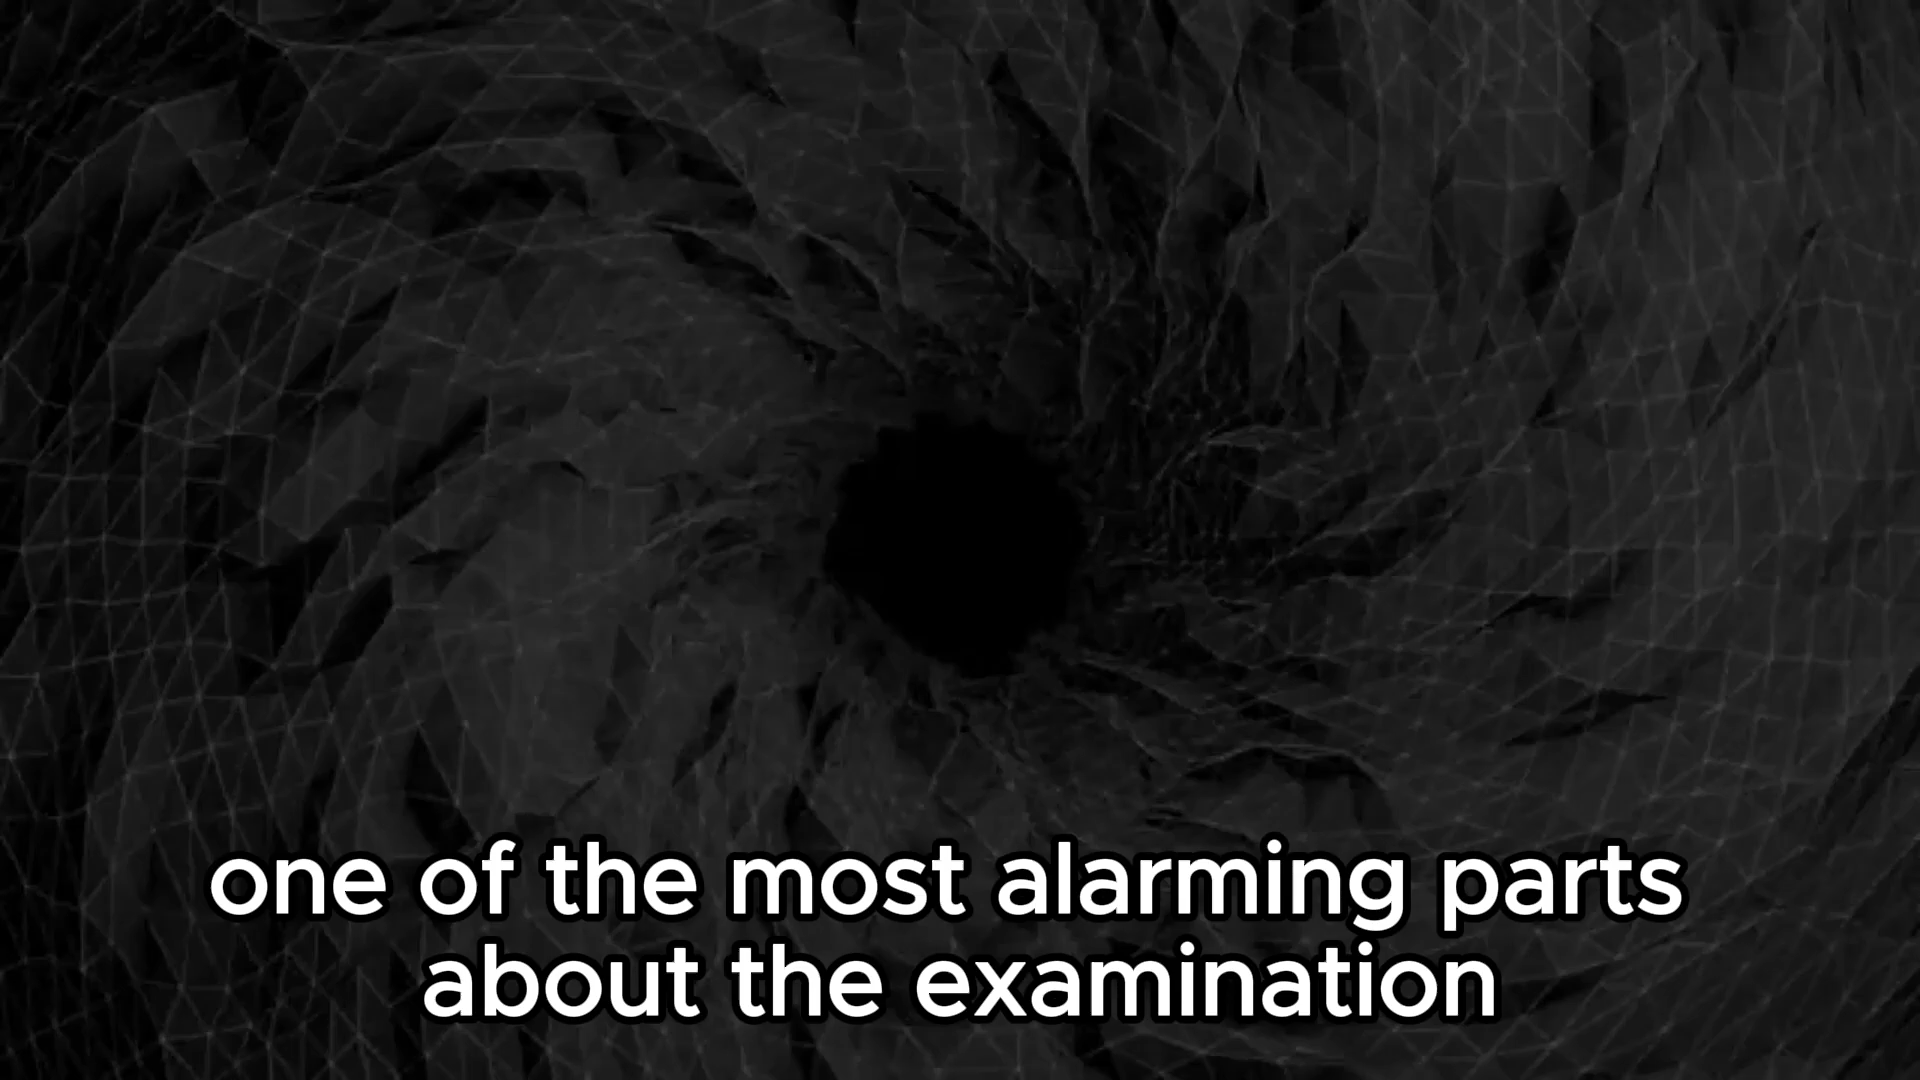 one of the most alarming parts
about the examination